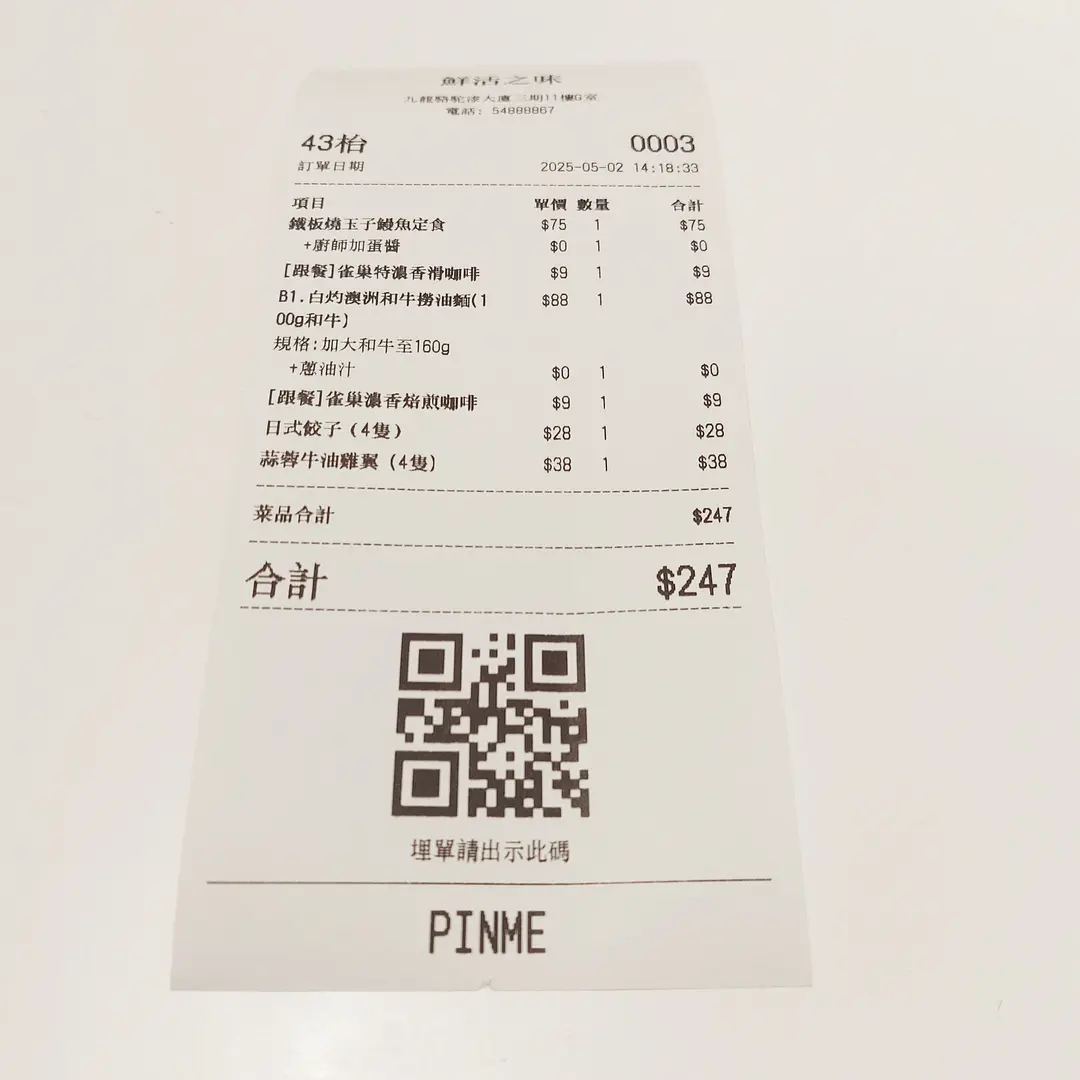 鮮活之味
九龍駱駝漆大廈三期11樓G室
電話: 54888867
43枱 0003
訂單日期 2025-05-02 14:18:33
項目 單價 數量 合計
鐵板燒玉子鰻魚定食 $75 1 $75
+廚師加蛋醬 $0 1 $0
[跟餐]雀巢特濃香滑咖啡 $9 1 $9
B1.白灼澳洲和牛撈油麵(1 $88 1 $88
00g和牛)
規格:加大和牛至160g
+蔥油汁 $0 1 $0
[跟餐]雀巢濃香焙煎咖啡 $9 1 $9
日式餃子 (4隻) $28 1 $28
蒜蓉牛油雞翼 (4隻) $38 1 $38
菜品合計 $247
合計 $247
埋單請出示此碼
PINME